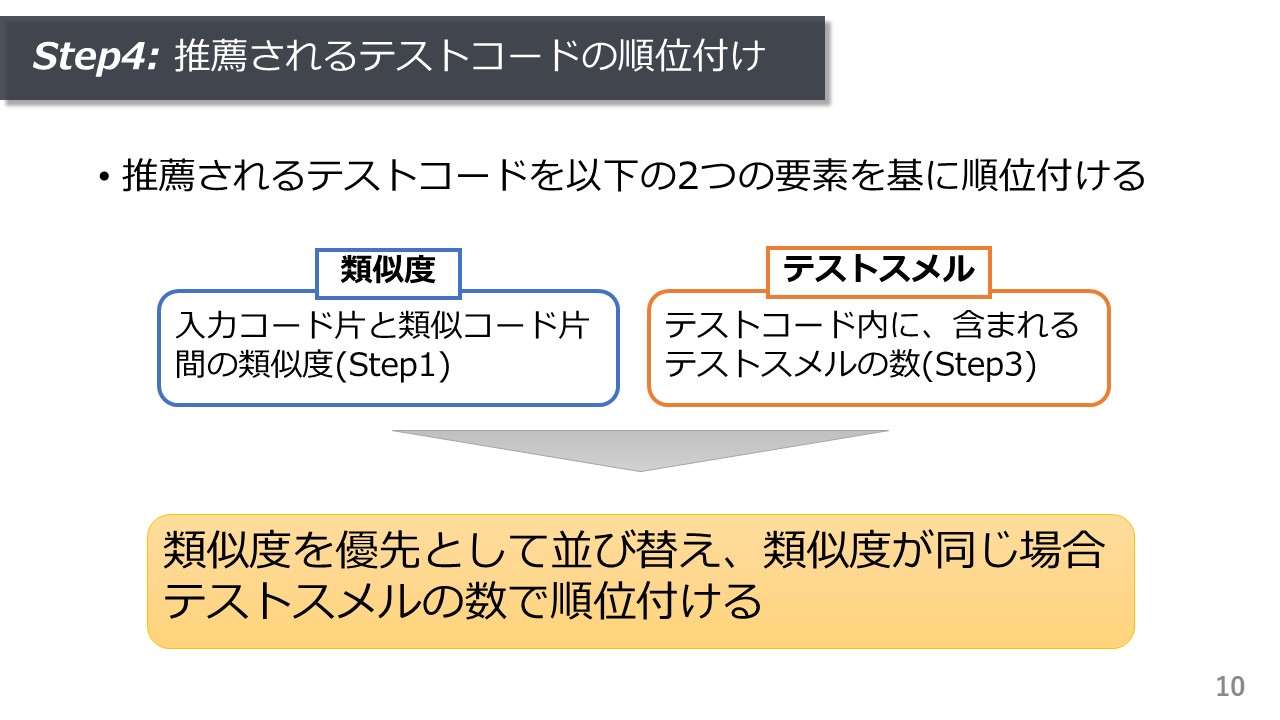 Step4: 推薦されるテストコードの順位付け
• 推薦されるテストコードを以下の2つの要素を基に順位付ける
類似度
入力コード片と類似コード片
間の類似度(Step1)
テストスメル
テストコード内に、含まれる
テストスメルの数(Step3)
類似度を優先として並び替え、類似度が同じ場合
テストスメルの数で順位付ける
10